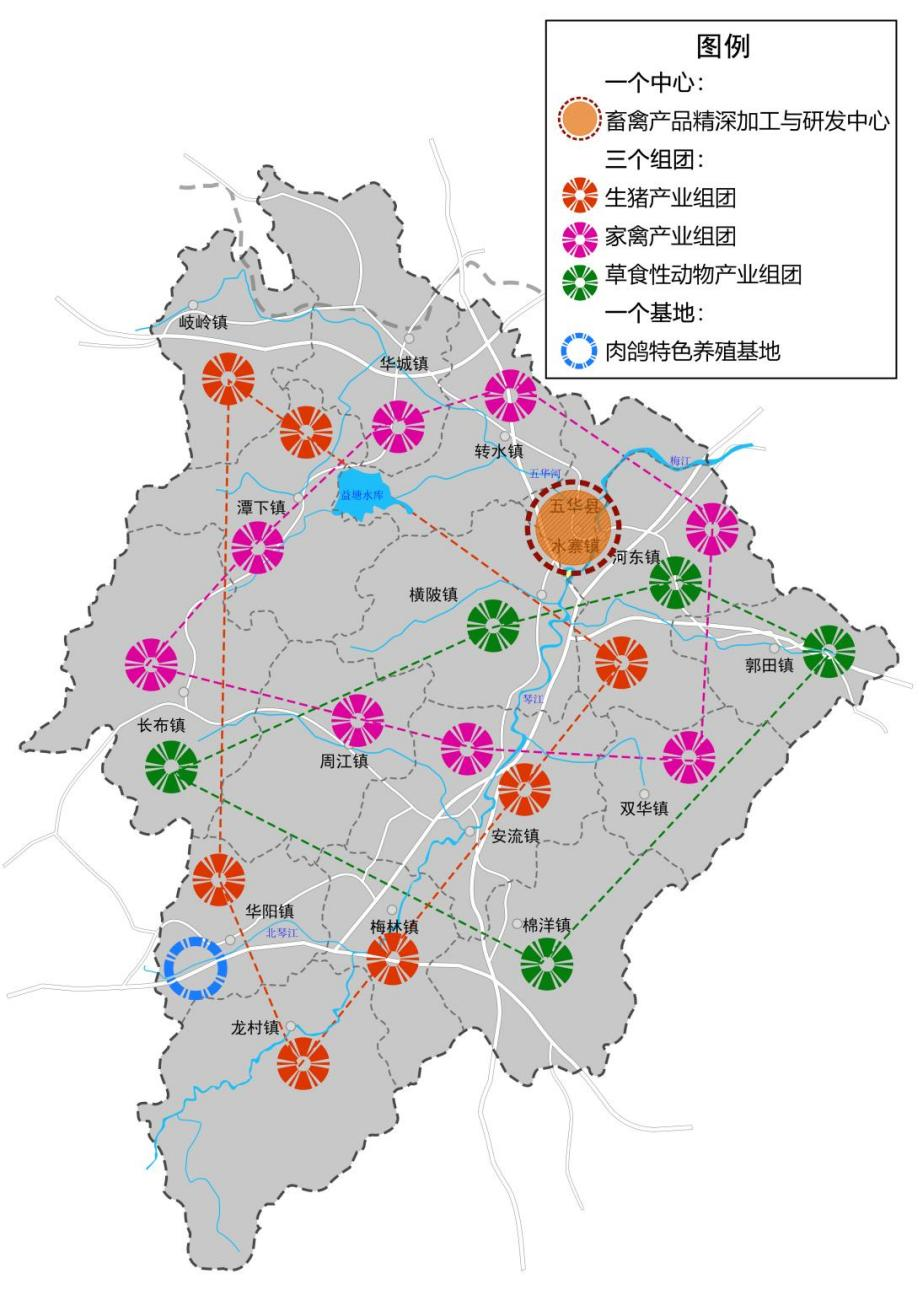 图例
一个中心：
畜禽产品精深加工与研发中心
三个组团：
生猪产业组团
家禽产业组团
草食性动物产业组团
一个基地：
肉鸽特色养殖基地
岐岭镇
华城镇
转水镇
五华河
梅江
益塘水库
潭下镇
五华县
水寨镇
河东镇
横陂镇
郭田镇
琴江
长布镇
周江镇
双华镇
安流镇
华阳镇
梅林镇
棉洋镇
北琴江
龙村镇